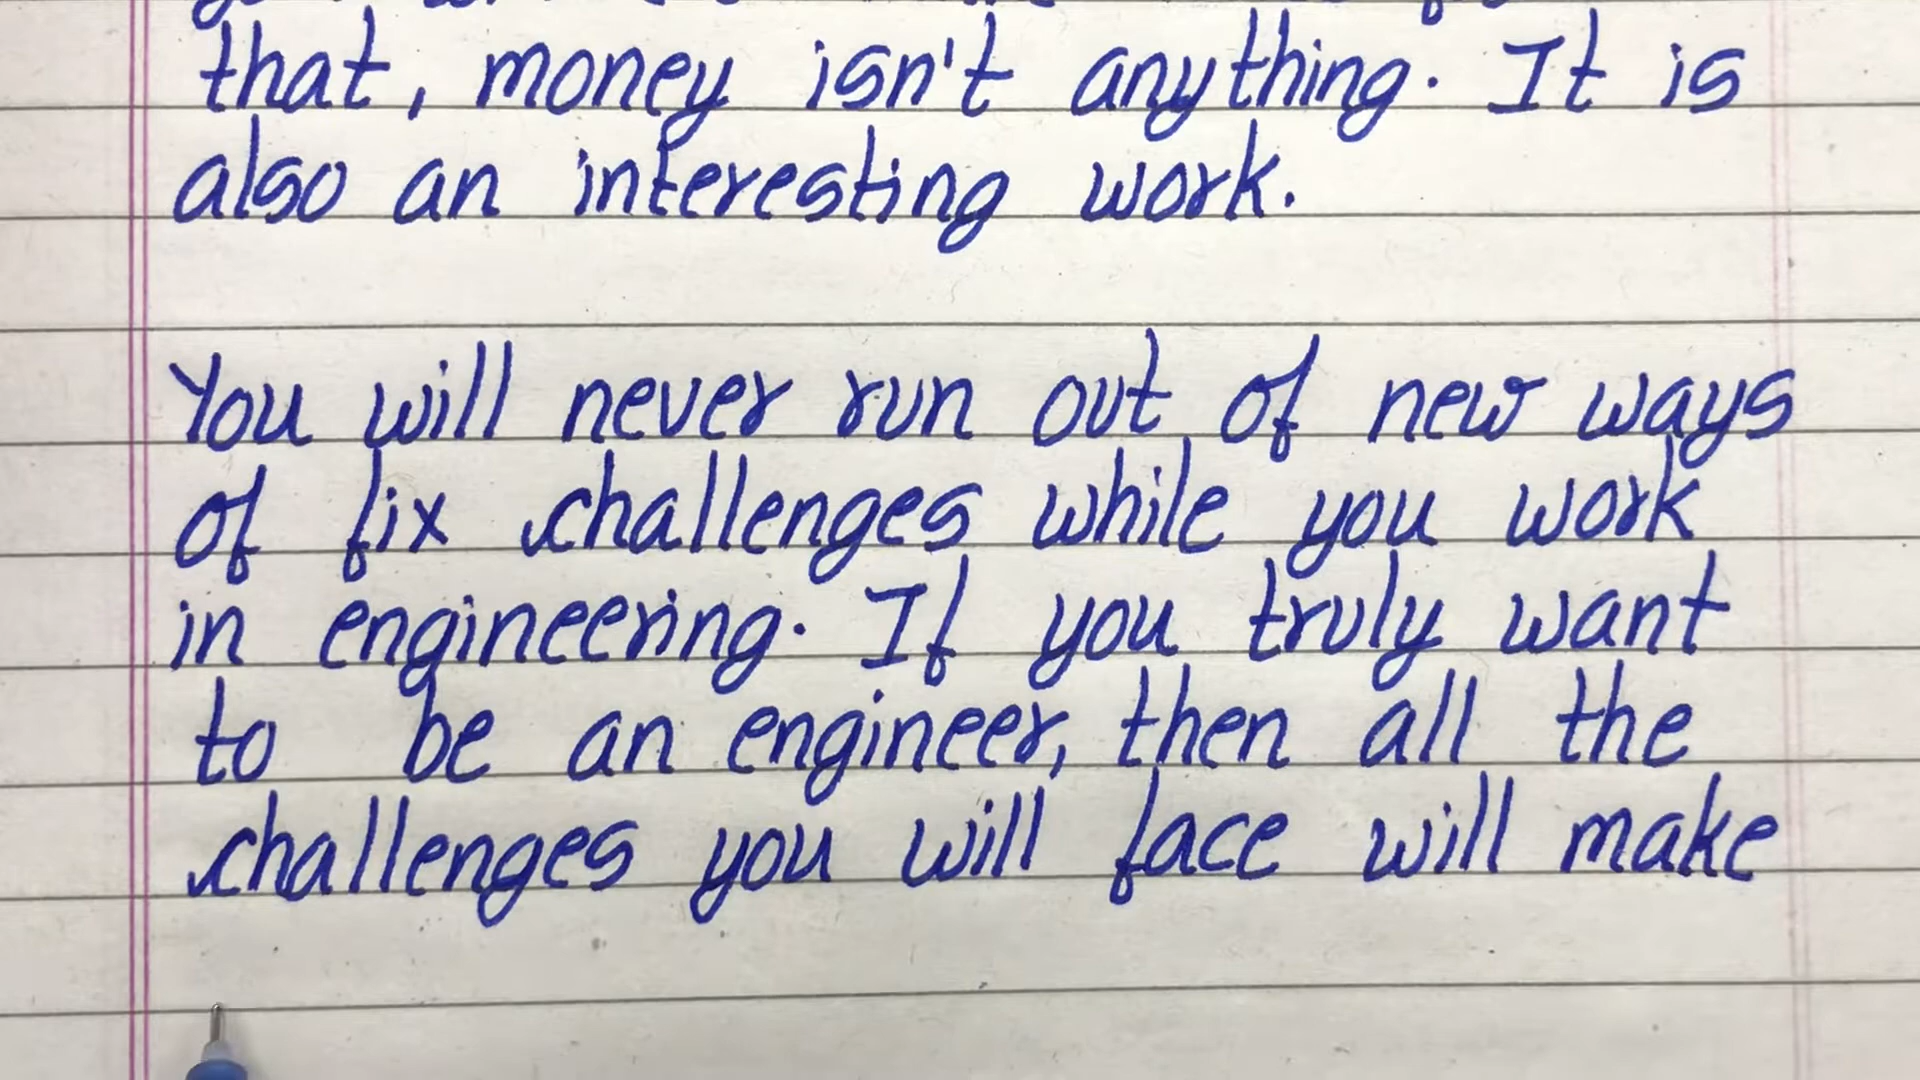 that, money isn't anything. It is
also an interesting work.
You will never run out of new ways
of fix challenges while you work
in engineering. If you truly want
to be an engineer, then all the
challenges you will face will make